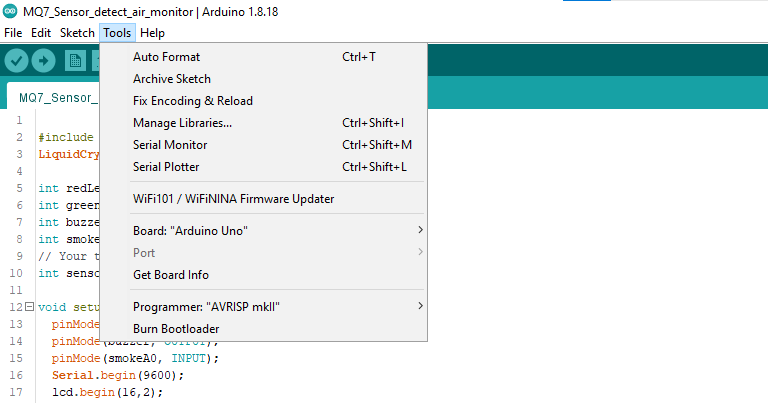 MQ7_Sensor_detect_air_monitor | Arduino 1.8.18
File Edit Sketch Tools Help
Auto Format Ctrl+T
Archive Sketch
Fix Encoding & Reload
Manage Libraries... Ctrl+Shift+I
Serial Monitor Ctrl+Shift+M
Serial Plotter Ctrl+Shift+L
WiFi101 / WiFiNINA Firmware Updater
Board: "Arduino Uno"
Port
Get Board Info
Programmer: "AVRISP mkII"
Burn Bootloader
MQ7_Sensor_
1
2 #include
3 LiquidCry
4
5 int redLe
6 int green
7 int buzze
8 int smoke
9 // Your t
10 int senso
11
12 void setu
13 pinMode
14 pinMode(buzzer, OUTPUT);
15 pinMode(smokeA0, INPUT);
16 Serial.begin(9600);
17 lcd.begin(16,2);